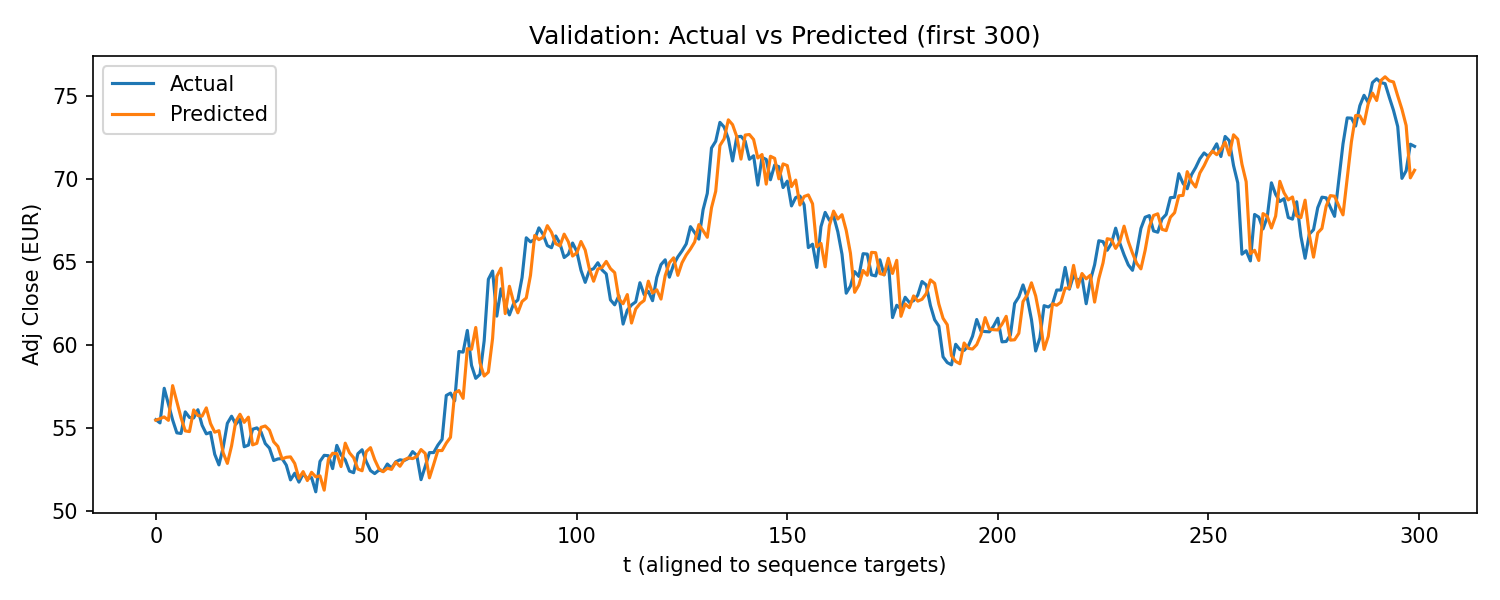 Validation: Actual vs Predicted (first 300)
Actual
Predicted
Adj Close (EUR)
75
70
65
60
55
50
0 50 100 150 200 250 300
t (aligned to sequence targets)